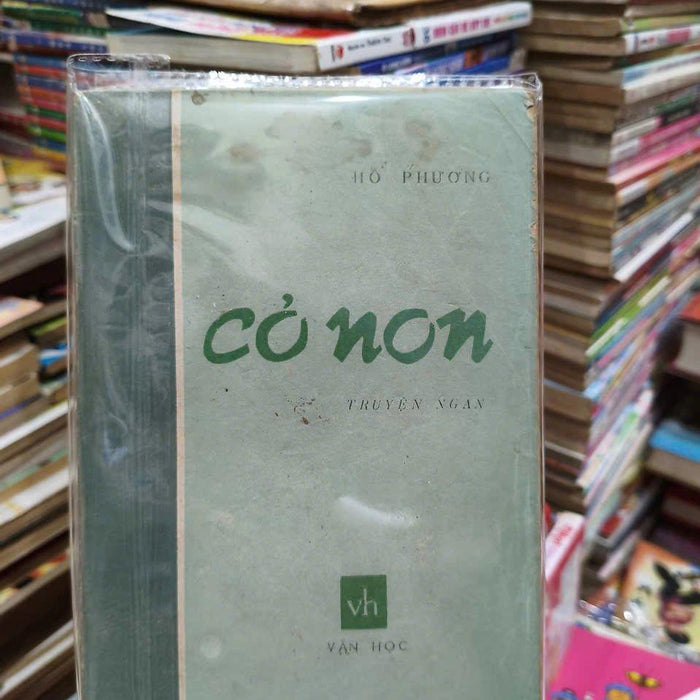 HỒ PHƯƠNG
CỎ NON
TRUYỆN NGẮN
vh
VĂN HỌC